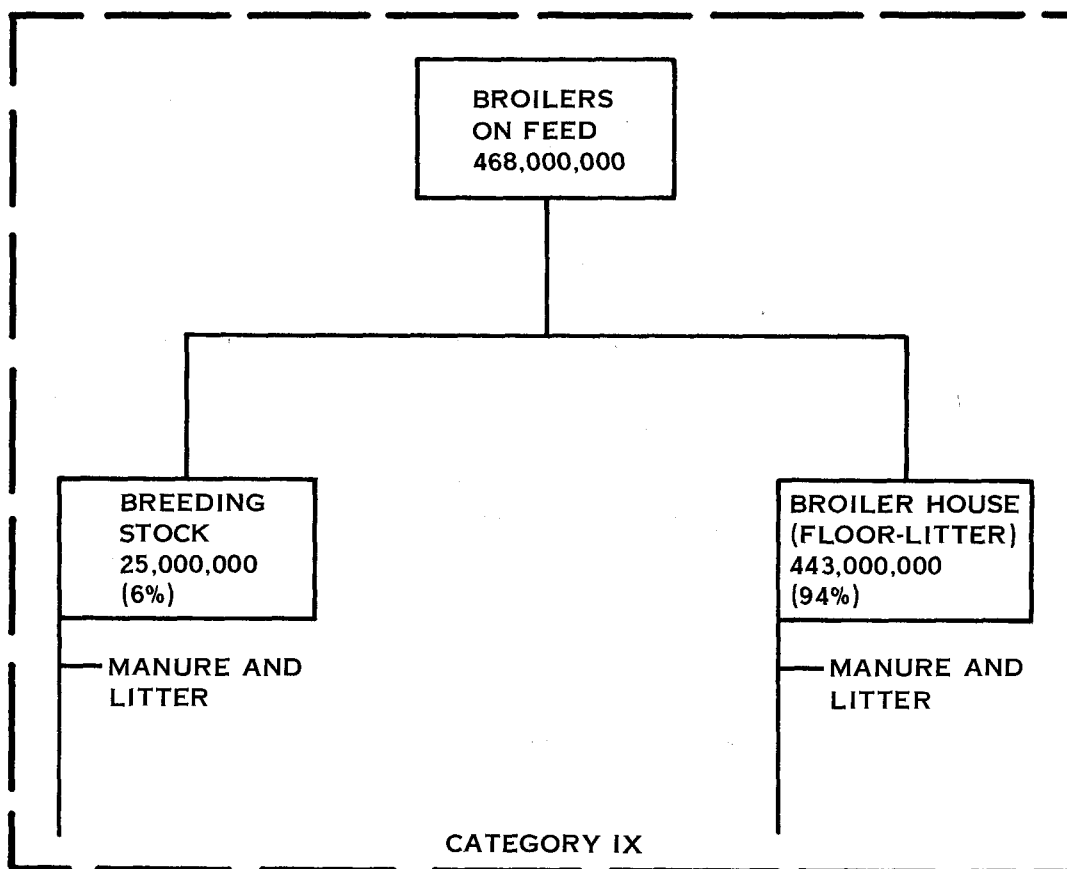 BROILERS
ON FEED
468,000,000
BREEDING
STOCK
25,000,000
(6%)
BROILER HOUSE
(FLOOR-LITTER)
443,000,000
(94%)
MANURE AND
LITTER
MANURE AND
LITTER
CATEGORY IX